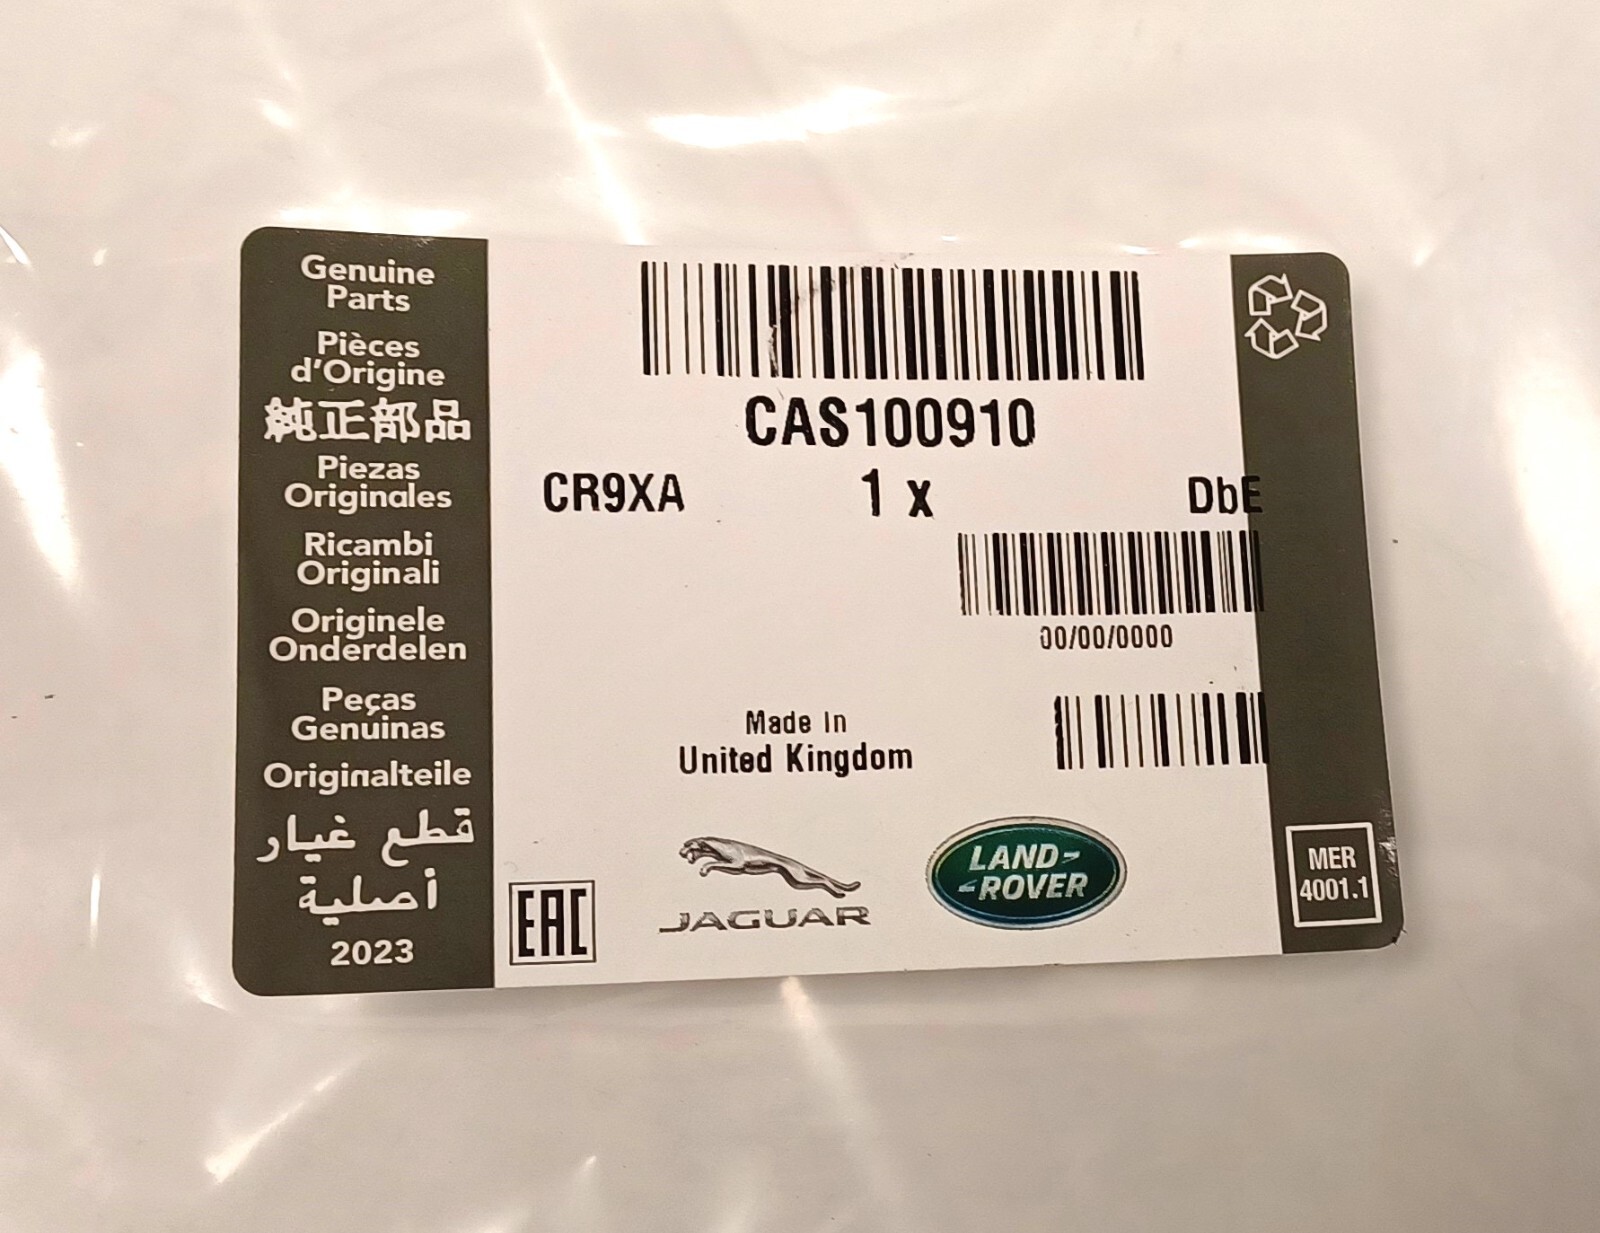 Genuine
Parts
Pièces
d'Origine
純正部品
Piezas
Originales
Ricambi
Originali
Originele
Onderdelen
Peças
Genuinas
Originalteile
قطع غيار
أصلية
2023
CAS100910
CR9XA 1 x DbE
00/00/0000
Made In
United Kingdom
EAC
JAGUAR
LAND-
-ROVER
MER
4001.1